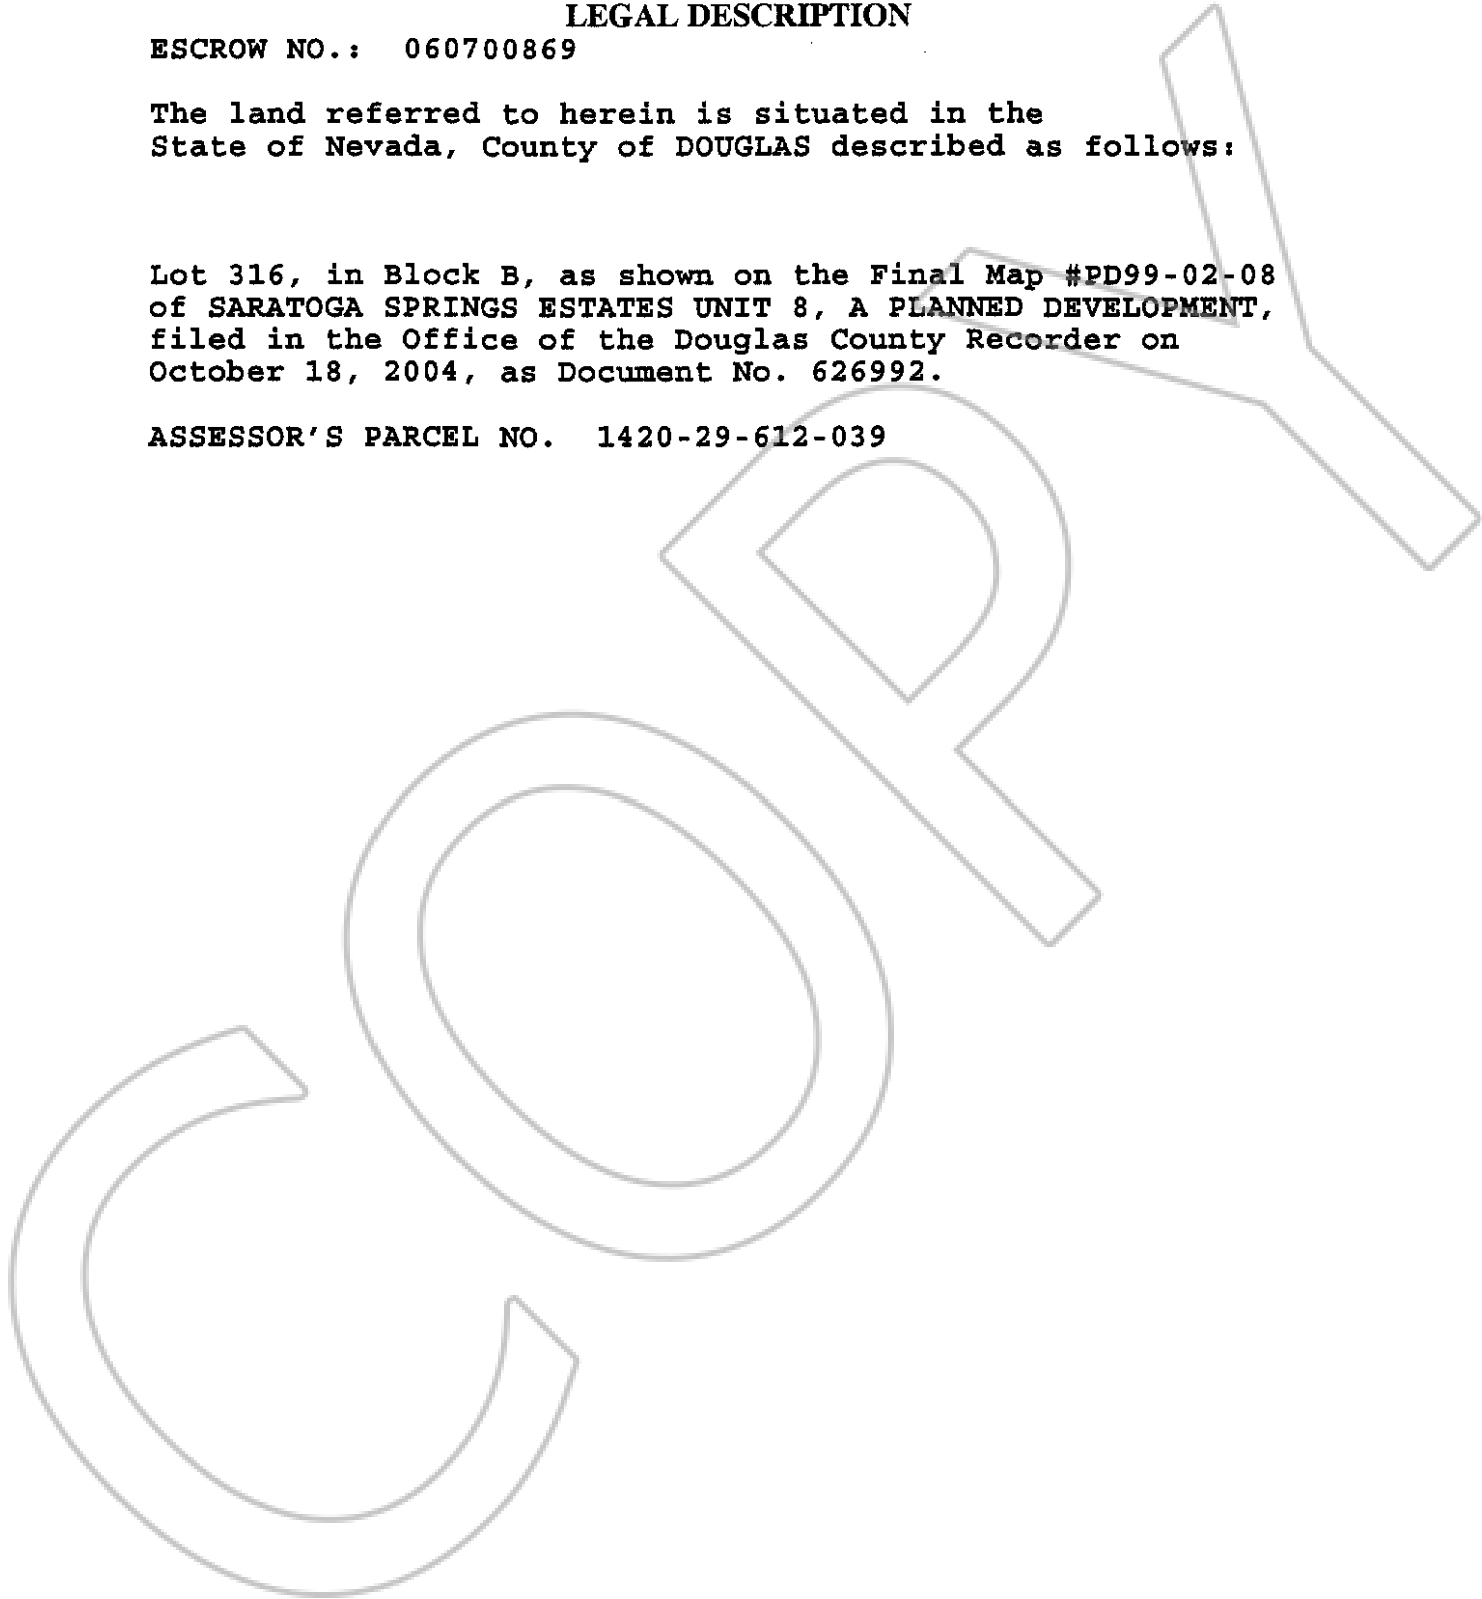 LEGAL DESCRIPTION
ESCROW NO.: 060700869
The land referred to herein is situated in the
State of Nevada, County of DOUGLAS described as follows:
Lot 316, in Block B, as shown on the Final Map #PD99-02-08
of SARATOGA SPRINGS ESTATES UNIT 8, A PLANNED DEVELOPMENT,
filed in the Office of the Douglas County Recorder on
October 18, 2004, as Document No. 626992.
ASSESSOR'S PARCEL NO. 1420-29-612-039
COPY